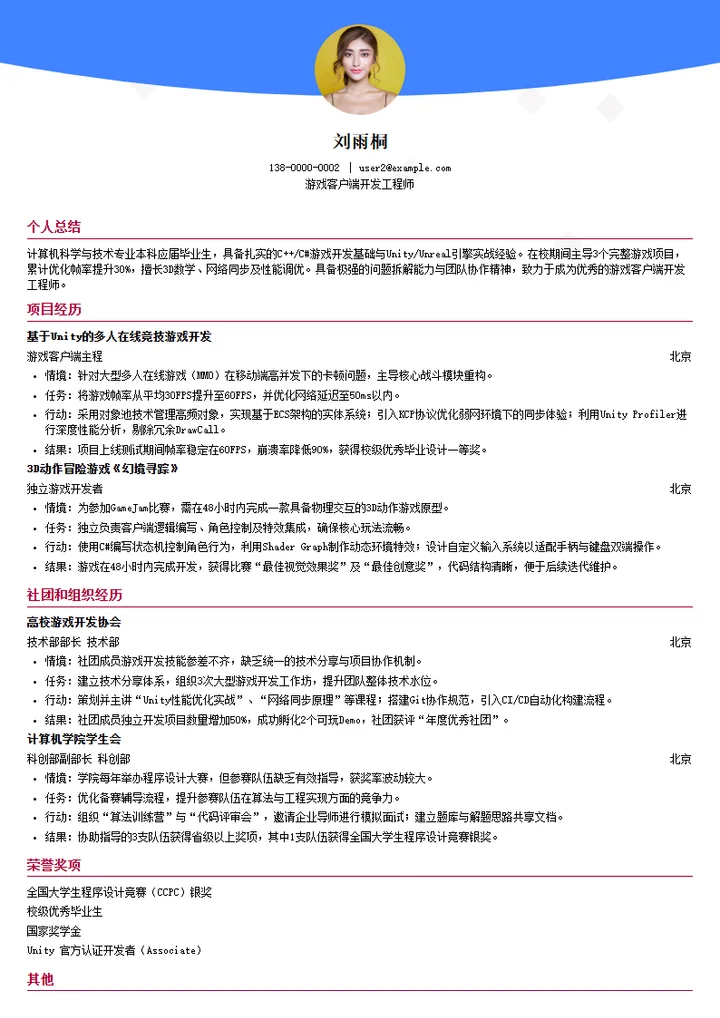 刘雨桐
138-0000-0002 | user2@example.com
游戏客户端开发工程师
个人总结
计算机科学与技术专业本科应届毕业生，具备扎实的C++/C#游戏开发基础与Unity/Unreal引擎实战经验。在校期间主导3个完整游戏项目，
累计优化帧率提升30%，擅长3D数学、网络同步及性能调优。具备极强的问题拆解能力与团队协作精神，致力于成为优秀的游戏客户端开发
工程师。
项目经历
基于Unity的多人在线竞技游戏开发
游戏客户端主程 北京
• 情境：针对大型多人在线游戏（MMO）在移动端高并发下的卡顿问题，主导核心战斗模块重构。
• 任务：将游戏帧率从平均30FPS提升至60FPS，并优化网络延迟至50ms以内。
• 行动：采用对象池技术管理高频对象，实现基于ECS架构的实体系统；引入KCP协议优化弱网环境下的同步体验；利用Unity Profiler进
行深度性能分析，剔除冗余DrawCall。
• 结果：项目上线测试期间帧率稳定在60FPS，崩溃率降低90%，获得校级优秀毕业设计一等奖。
3D动作冒险游戏《幻境寻踪》
独立游戏开发者 北京
• 情境：为参加GameJam比赛，需在48小时内完成一款具备物理交互的3D动作游戏原型。
• 任务：独立负责客户端逻辑编写、角色控制及特效集成，确保核心玩法流畅。
• 行动：使用C#编写状态机控制角色行为，利用Shader Graph制作动态环境特效；设计自定义输入系统以适配手柄与键盘双端操作。
• 结果：游戏在48小时内完成开发，获得比赛“最佳视觉效果奖”及“最佳创意奖”，代码结构清晰，便于后续迭代维护。
社团和组织经历
高校游戏开发协会
技术部部长 技术部 北京
• 情境：社团成员游戏开发技能参差不齐，缺乏统一的技术分享与项目协作机制。
• 任务：建立技术分享体系，组织3次大型游戏开发工作坊，提升团队整体技术水位。
• 行动：策划并主讲“Unity性能优化实战”、“网络同步原理”等课程；搭建Git协作规范，引入CI/CD自动化构建流程。
• 结果：社团成员独立开发项目数量增加50%，成功孵化2个可玩Demo，社团获评“年度优秀社团”。
计算机学院学生会
科创部副部长 科创部 北京
• 情境：学院每年举办程序设计大赛，但参赛队伍缺乏有效指导，获奖率波动较大。
• 任务：优化备赛辅导流程，提升参赛队伍在算法与工程实现方面的竞争力。
• 行动：组织“算法训练营”与“代码评审会”，邀请企业导师进行模拟面试；建立题库与解题思路共享文档。
• 结果：协助指导的3支队伍获得省级以上奖项，其中1支队伍获得全国大学生程序设计竞赛银奖。
荣誉奖项
全国大学生程序设计竞赛（CCPC）银奖
校级优秀毕业生
国家奖学金
Unity 官方认证开发者（Associate）
其他